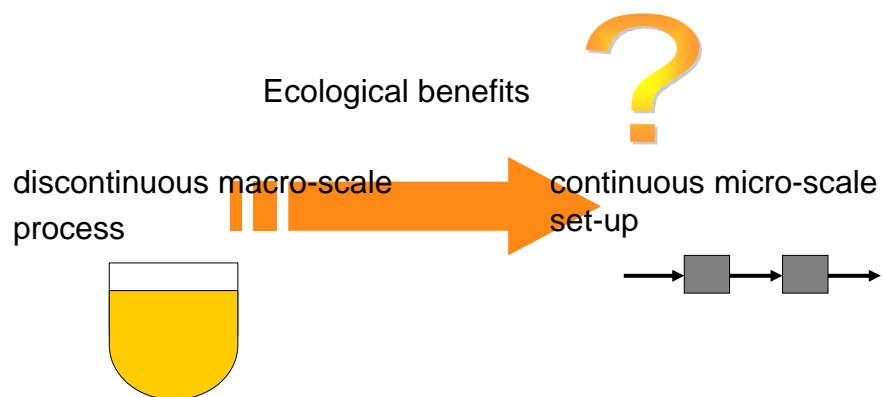 ?
Ecological benefits
discontinuous macro-scale
process
continuous micro-scale
set-up